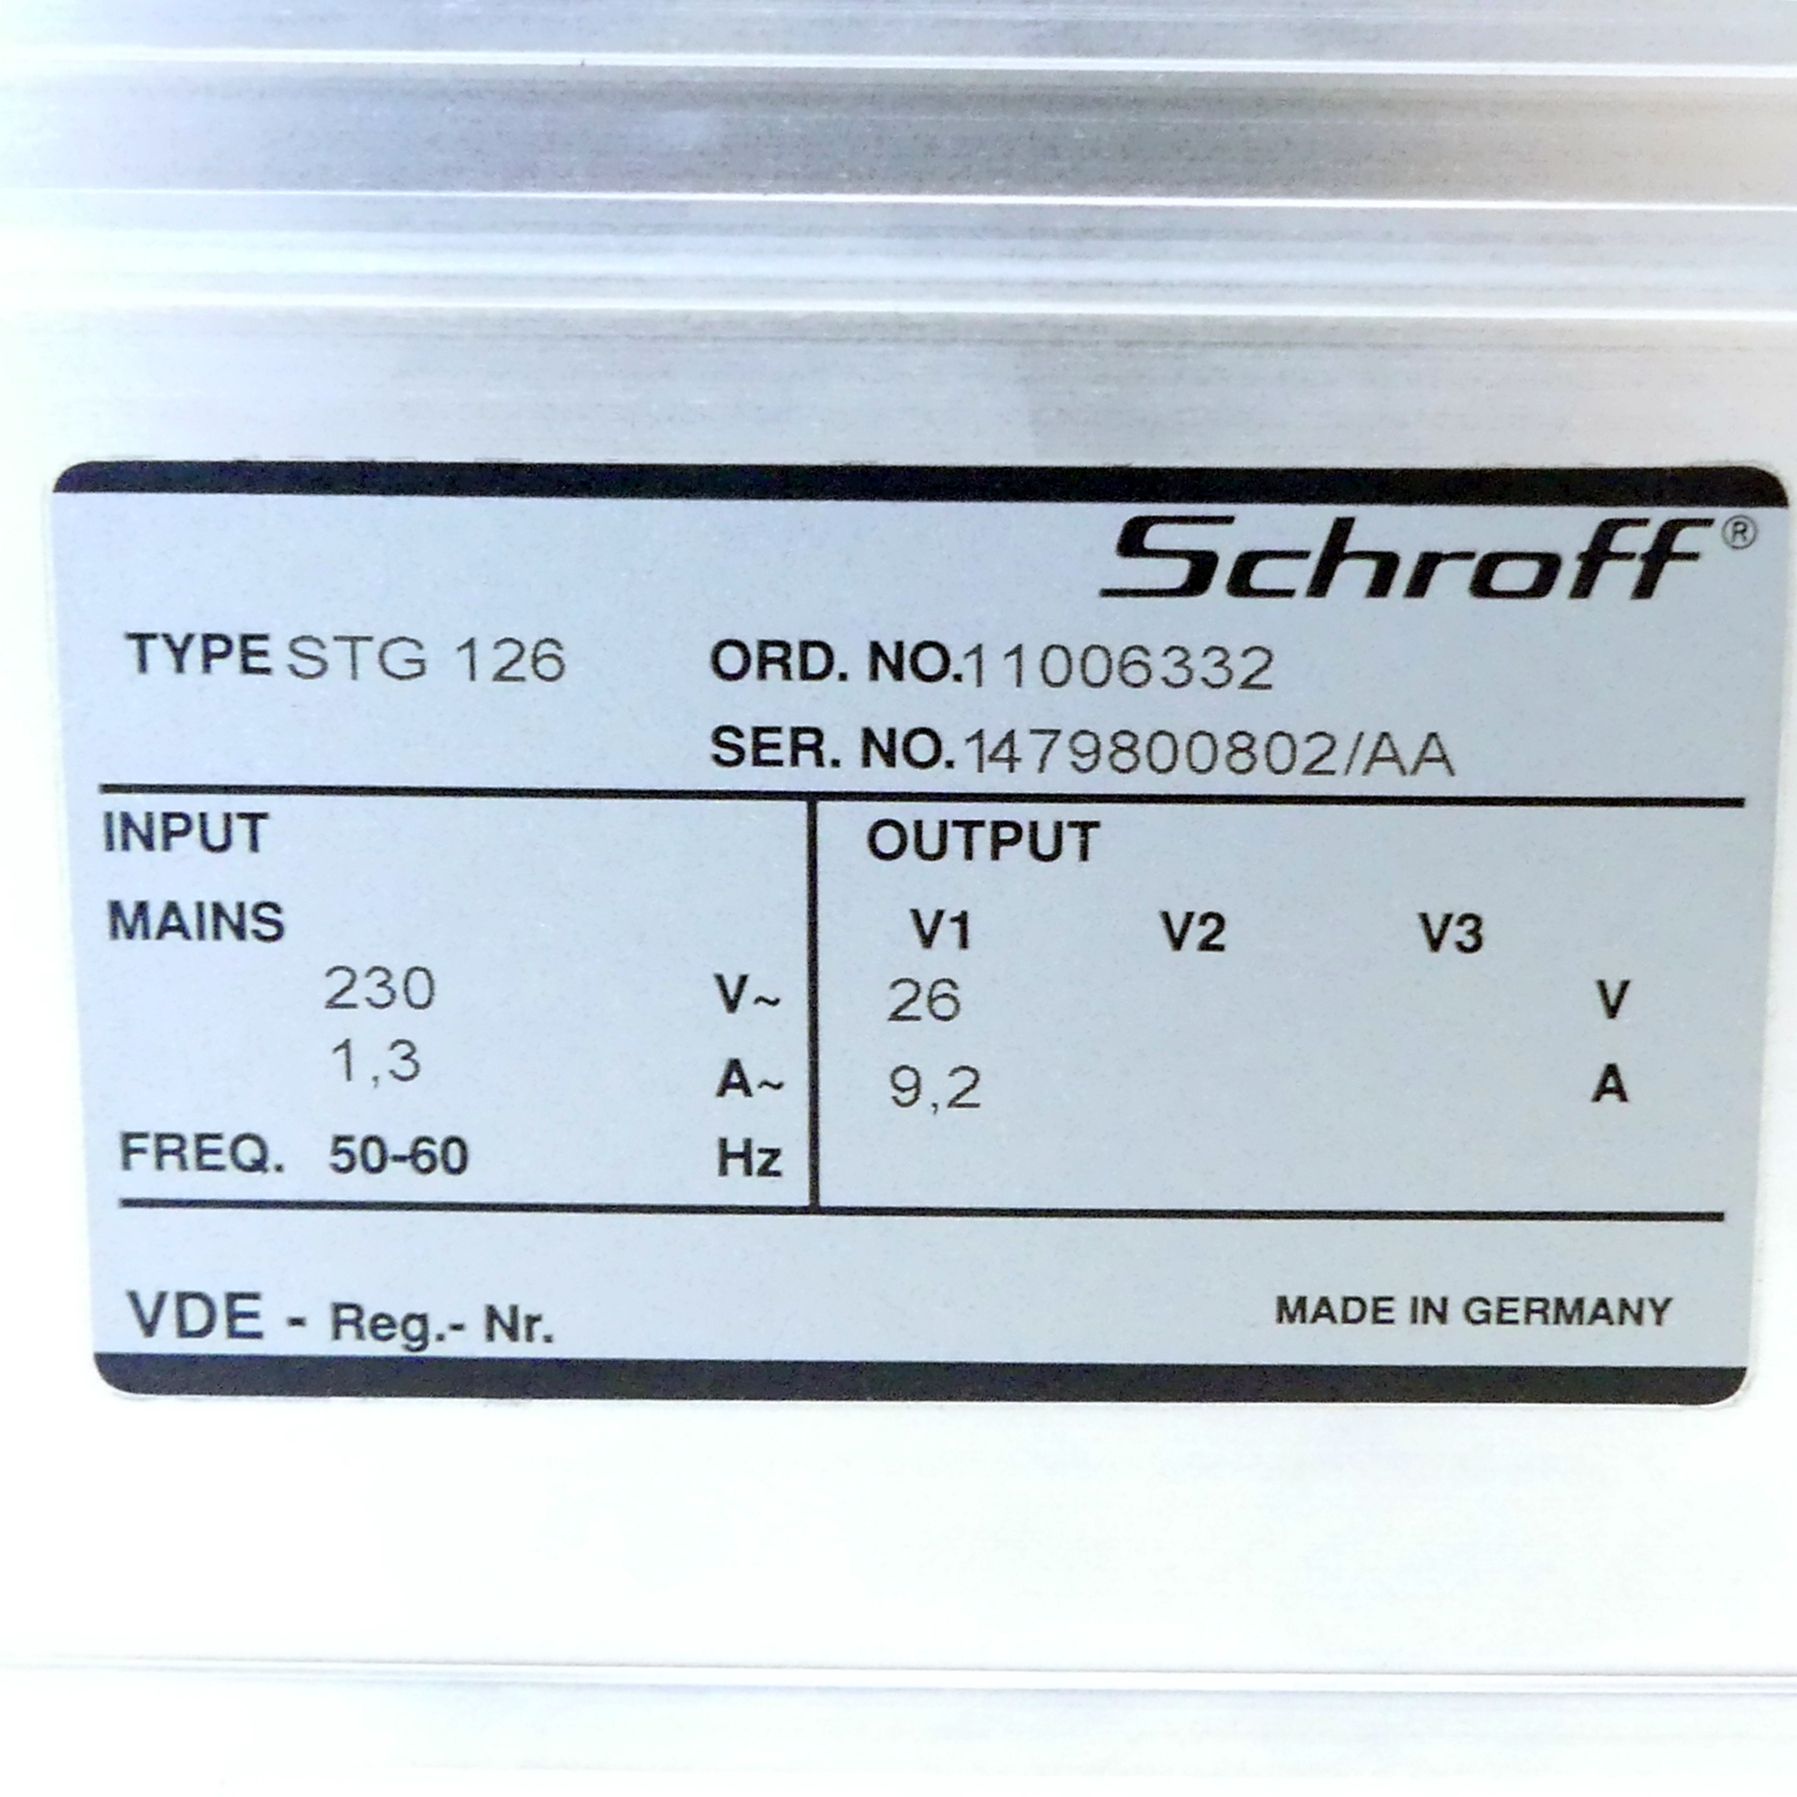 Schroff®
TYPE STG 126 ORD. NO. 11006332
SER. NO. 1479800802/AA
INPUT OUTPUT
MAINS V1 V2 V3
230 V~ 26 V
1,3 A~ 9,2 A
FREQ. 50-60 Hz
VDE - Reg.- Nr. MADE IN GERMANY